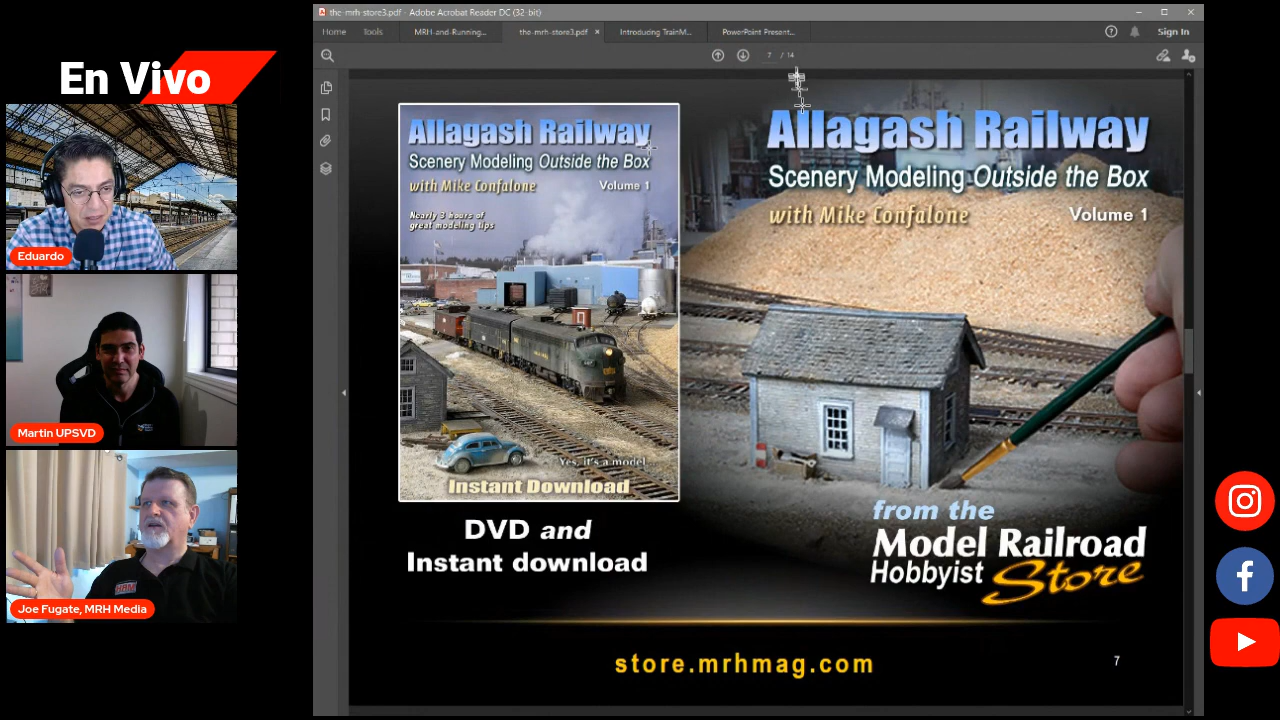 En Vivo
Eduardo
Martin UPSVD
Joe Fugate, MRH Media
the-mrh-store3.pdf - Adobe Acrobat Reader DC (32-bit)
Home Tools MRH-and-Running... the-mrh-store3.pdf × Introducing TrainM... PowerPoint Present... Sign In
7 / 14
Allagash Railway
Scenery Modeling Outside the Box
with Mike Confalone Volume 1
Nearly 3 hours of
great modeling tips
Yes, it's a model
Instant Download
DVD and
Instant download
Allagash Railway
Scenery Modeling Outside the Box
with Mike Confalone Volume 1
from the
Model Railroad
Hobbyist Store
store.mrhmag.com
7